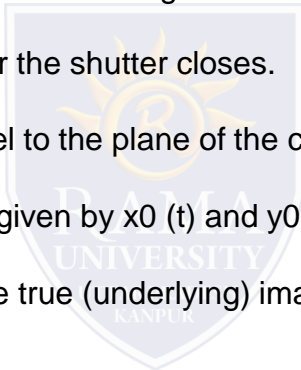 r the shutter closes.
el to the plane of the c
given by x0 (t) and y0
e true (underlying) ima
RAMA
UNIVERSITY
KANPUR